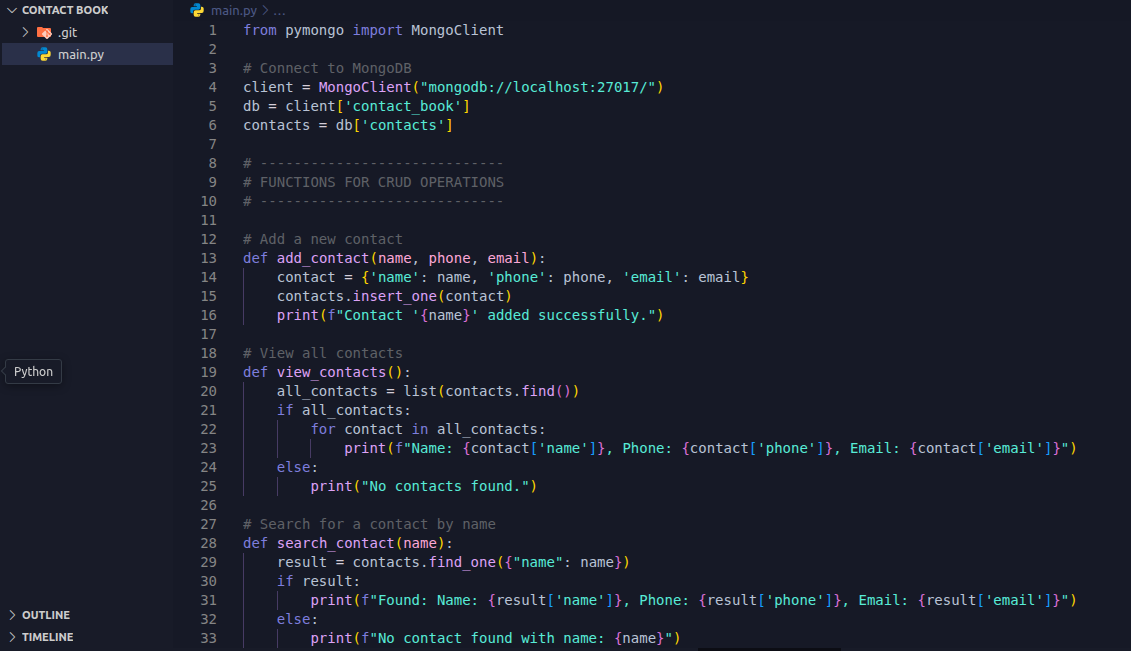 CONTACT BOOK
.git
main.py
Python
OUTLINE
TIMELINE
main.py > ...
1 from pymongo import MongoClient
2
3 # Connect to MongoDB
4 client = MongoClient("mongodb://localhost:27017/")
5 db = client['contact_book']
6 contacts = db['contacts']
7
8 # -----------------------------
9 # FUNCTIONS FOR CRUD OPERATIONS
10 # -----------------------------
11
12 # Add a new contact
13 def add_contact(name, phone, email):
14     contact = {'name': name, 'phone': phone, 'email': email}
15     contacts.insert_one(contact)
16     print(f"Contact '{name}' added successfully.")
17
18 # View all contacts
19 def view_contacts():
20     all_contacts = list(contacts.find())
21     if all_contacts:
22         for contact in all_contacts:
23             print(f"Name: {contact['name']}, Phone: {contact['phone']}, Email: {contact['email']}")
24     else:
25         print("No contacts found.")
26
27 # Search for a contact by name
28 def search_contact(name):
29     result = contacts.find_one({"name": name})
30     if result:
31         print(f"Found: Name: {result['name']}, Phone: {result['phone']}, Email: {result['email']}")
32     else:
33         print(f"No contact found with name: {name}")